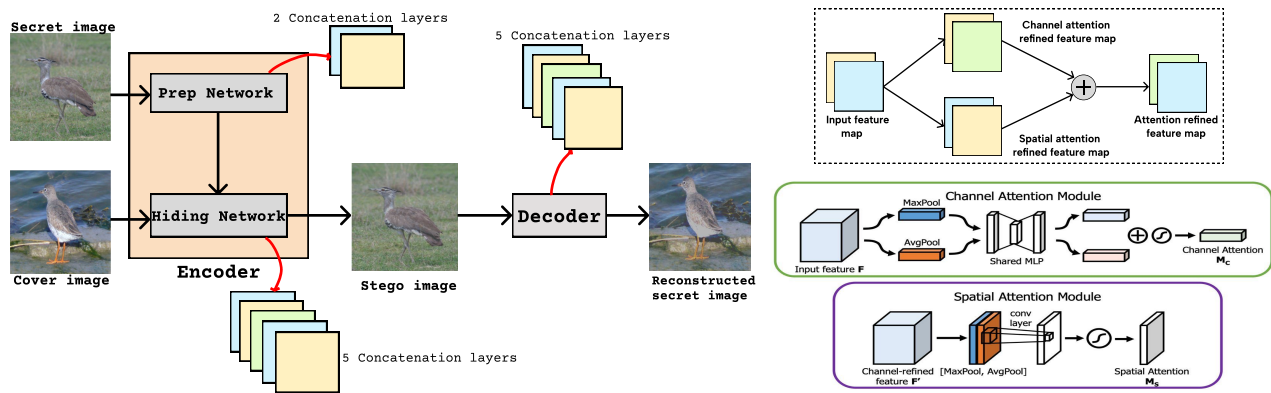 Secret image
2 Concatenation layers
Prep Network
Hiding Network
Encoder
Cover image
5 Concatenation layers
Stego image
5 Concatenation layers
Decoder
Reconstructed
secret image
Channel attention
refined feature map
Input feature
map
Spatial attention
refined feature map
Attention refined
feature map
Channel Attention Module
MaxPool
AvgPool
Input feature F
Shared MLP
Channel Attention
Mc
Spatial Attention Module
conv
layer
Channel-refined
feature F'
[MaxPool, AvgPool]
Spatial Attention
Ms